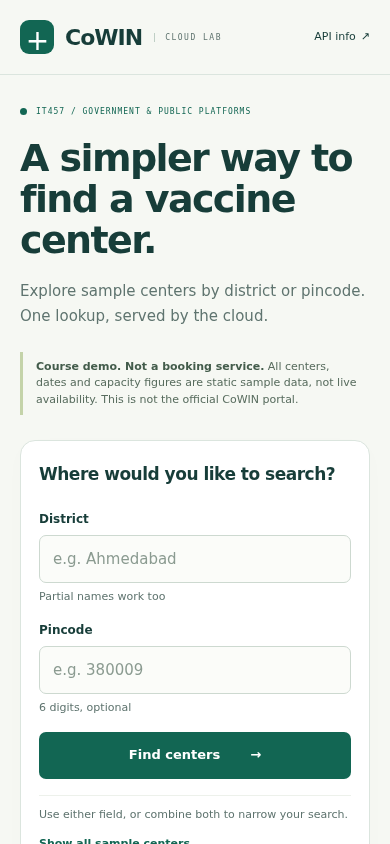 CoWIN | CLOUD LAB
API info ↗
IT457 / GOVERNMENT & PUBLIC PLATFORMS
A simpler way to
find a vaccine
center.
Explore sample centers by district or pincode.
One lookup, served by the cloud.
Course demo. Not a booking service. All centers,
dates and capacity figures are static sample data, not live
availability. This is not the official CoWIN portal.
Where would you like to search?
District
e.g. Ahmedabad
Partial names work too
Pincode
e.g. 380009
6 digits, optional
Find centers →
Use either field, or combine both to narrow your search.
Show all sample centers